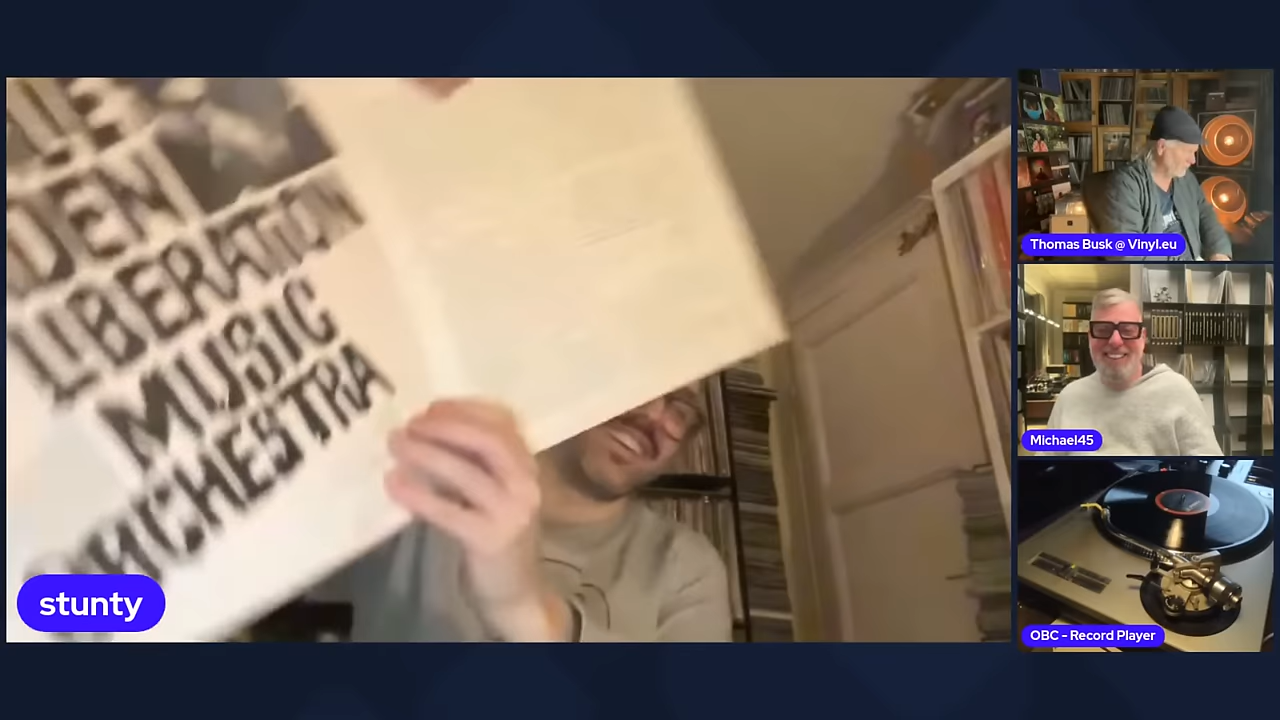 DEN
LIBERATION
MUSIC
ORCHESTRA
stunty
Thomas Busk @ Vinyl.eu
Michael45
OBC - Record Player